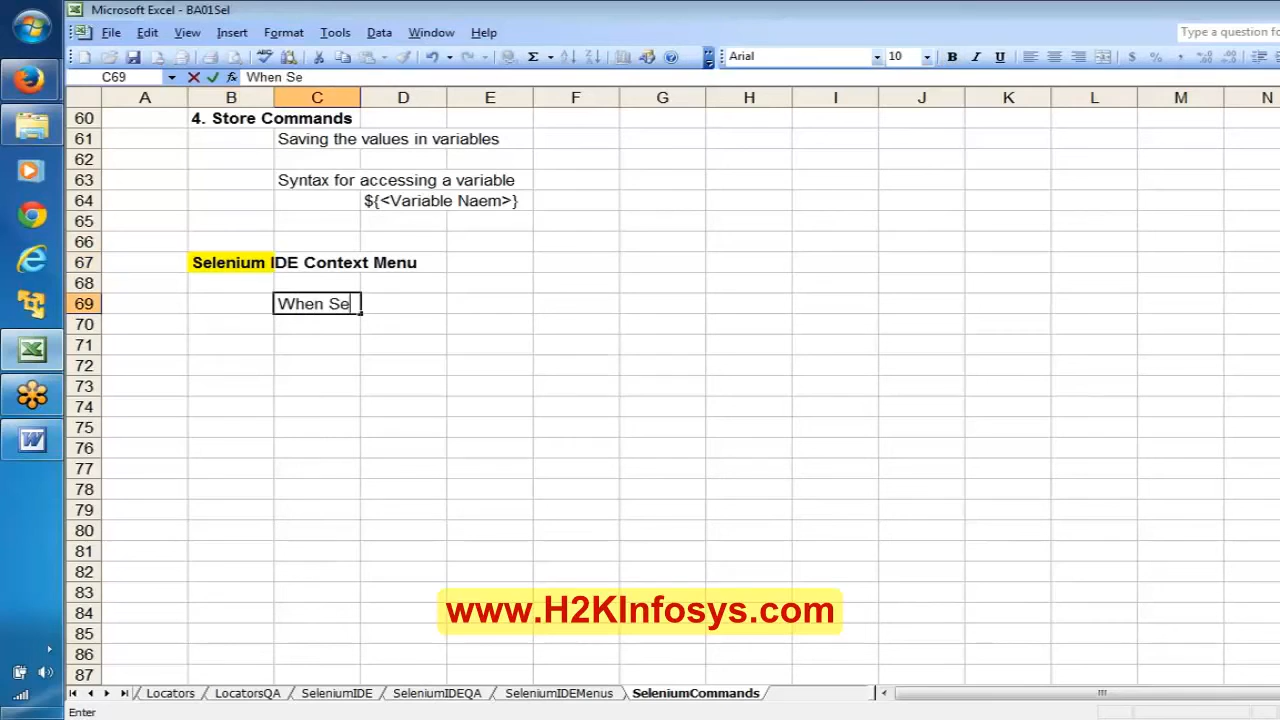 Microsoft Excel - BA01Sel
File Edit View Insert Format Tools Data Window Help
Type a question fo
Arial 10 B I U $ %
C69 fx When Se
A B C D E F G H I J K L M N
60 4. Store Commands
61 Saving the values in variables
62
63 Syntax for accessing a variable
64 ${<Variable Naem>}
65
66
67 Selenium IDE Context Menu
68
69 When Se
70
71
72
73
74
75
76
77
78
79
80
81
82
83
84
85
86
87
www.H2KInfosys.com
Locators LocatorsQA SeleniumIDE SeleniumIDEQA SeleniumIDEMenus SeleniumCommands
Enter